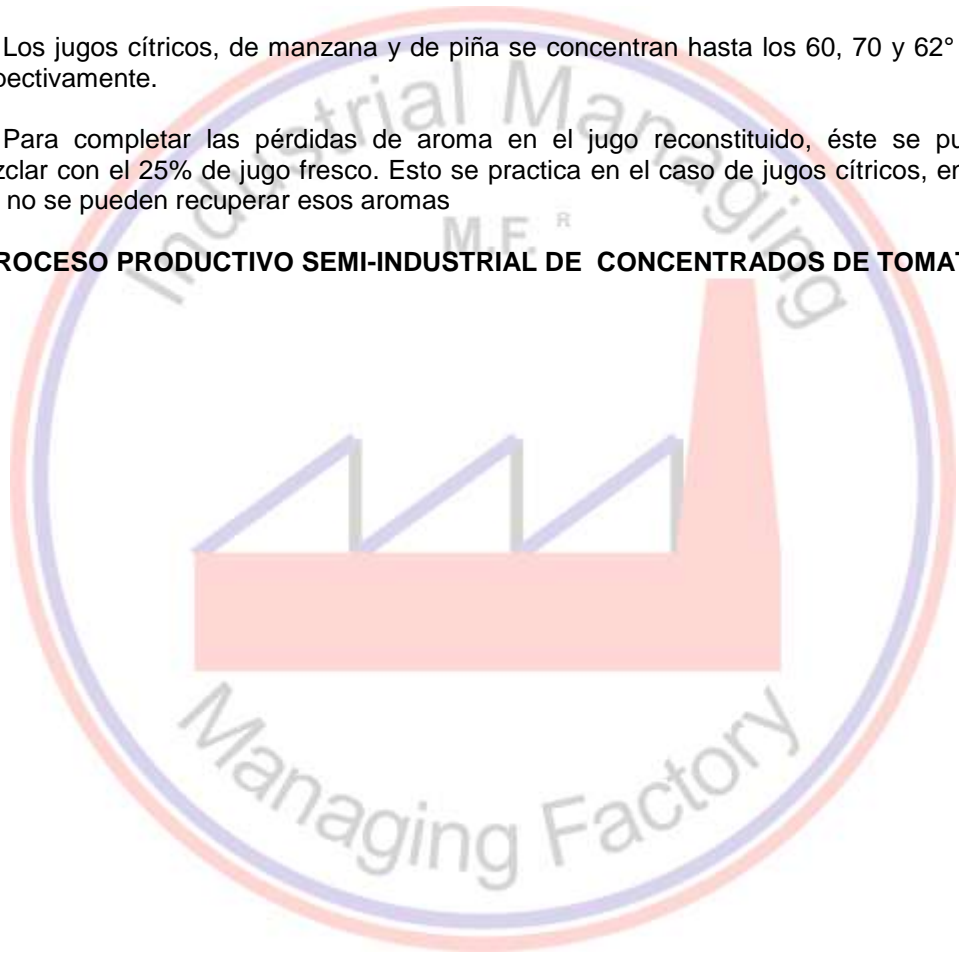 Los jugos cítricos, de manzana y de piña se concentran hasta los 60, 70 y 62°
pectivamente.
Para completar las pérdidas de aroma en el jugo reconstituido, éste se pu
zclar con el 25% de jugo fresco. Esto se practica en el caso de jugos cítricos, en
no se pueden recuperar esos aromas
ROCESO PRODUCTIVO SEMI-INDUSTRIAL DE CONCENTRADOS DE TOMAT
Industrial Managing
M.F. R
Managing Factory